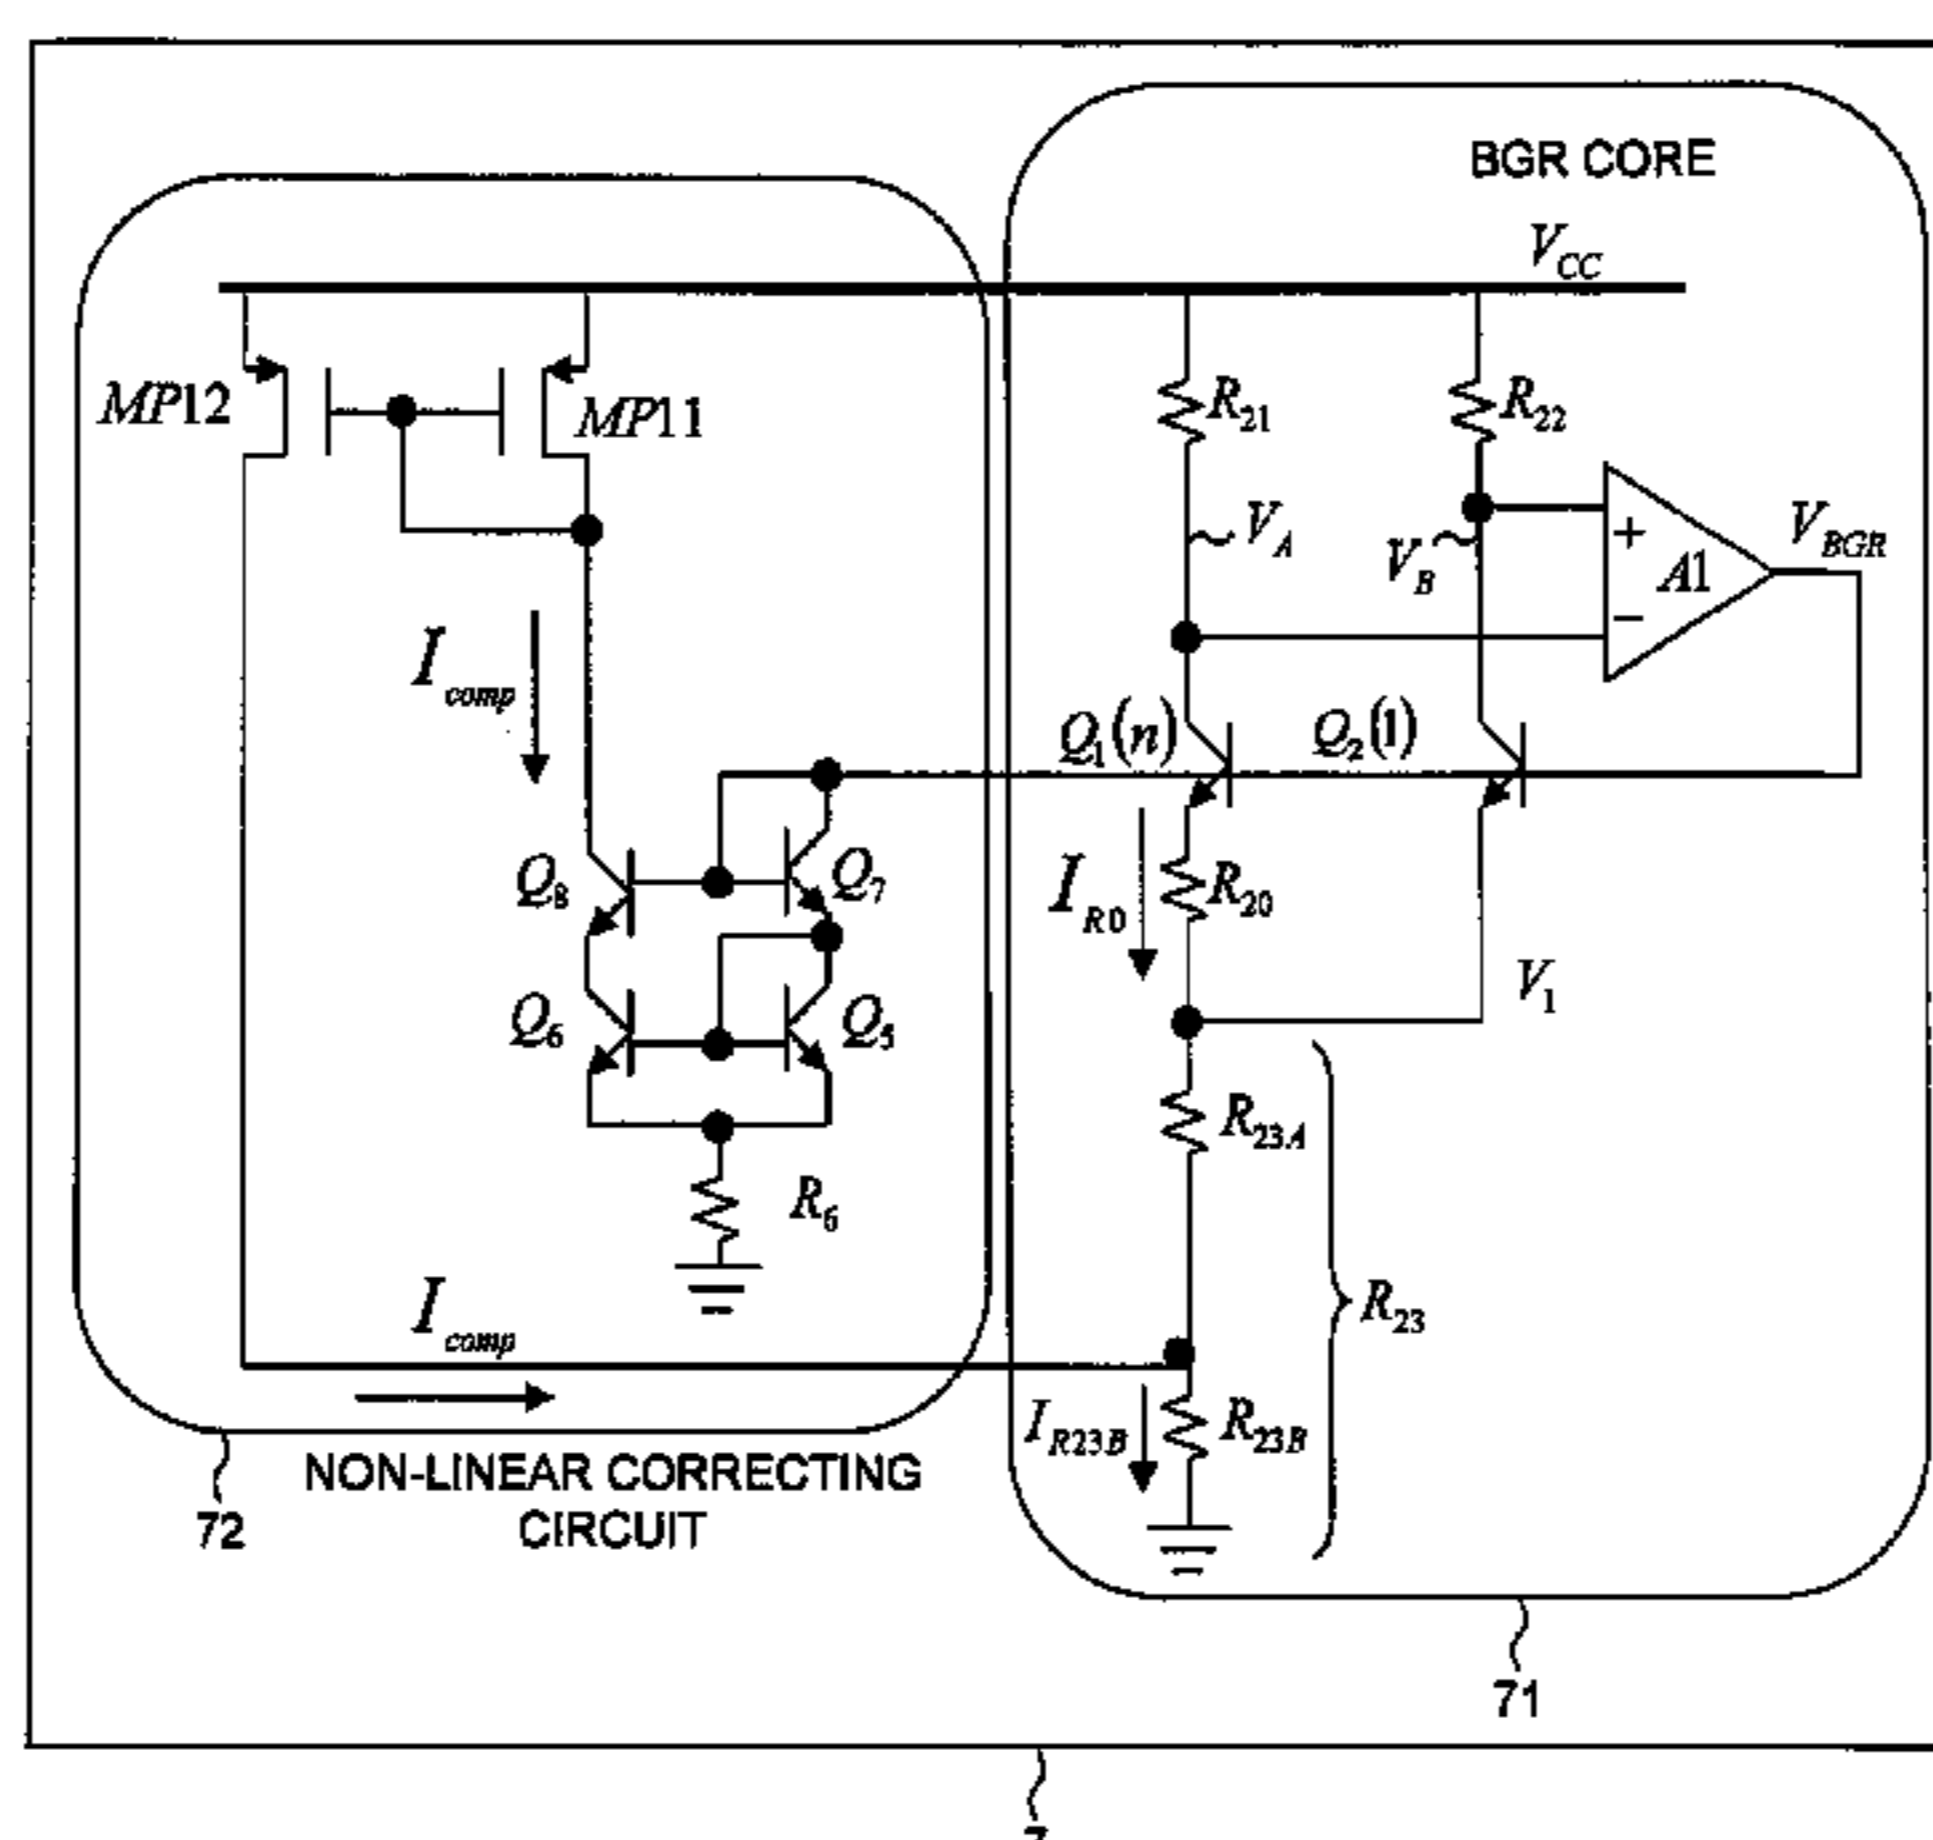 BGR CORE
V_CC
MP12
MP11
R_21
R_22
V_A
V_B
+
A1
−
V_BGR
I_comp
Q_1(n)
Q_2(1)
Q_8
Q_7
I_R0
R_20
V_1
Q_6
Q_5
R_23A
R_6
R_23
I_comp
I_R23B
R_23B
NON-LINEAR CORRECTING
CIRCUIT
72
71
7